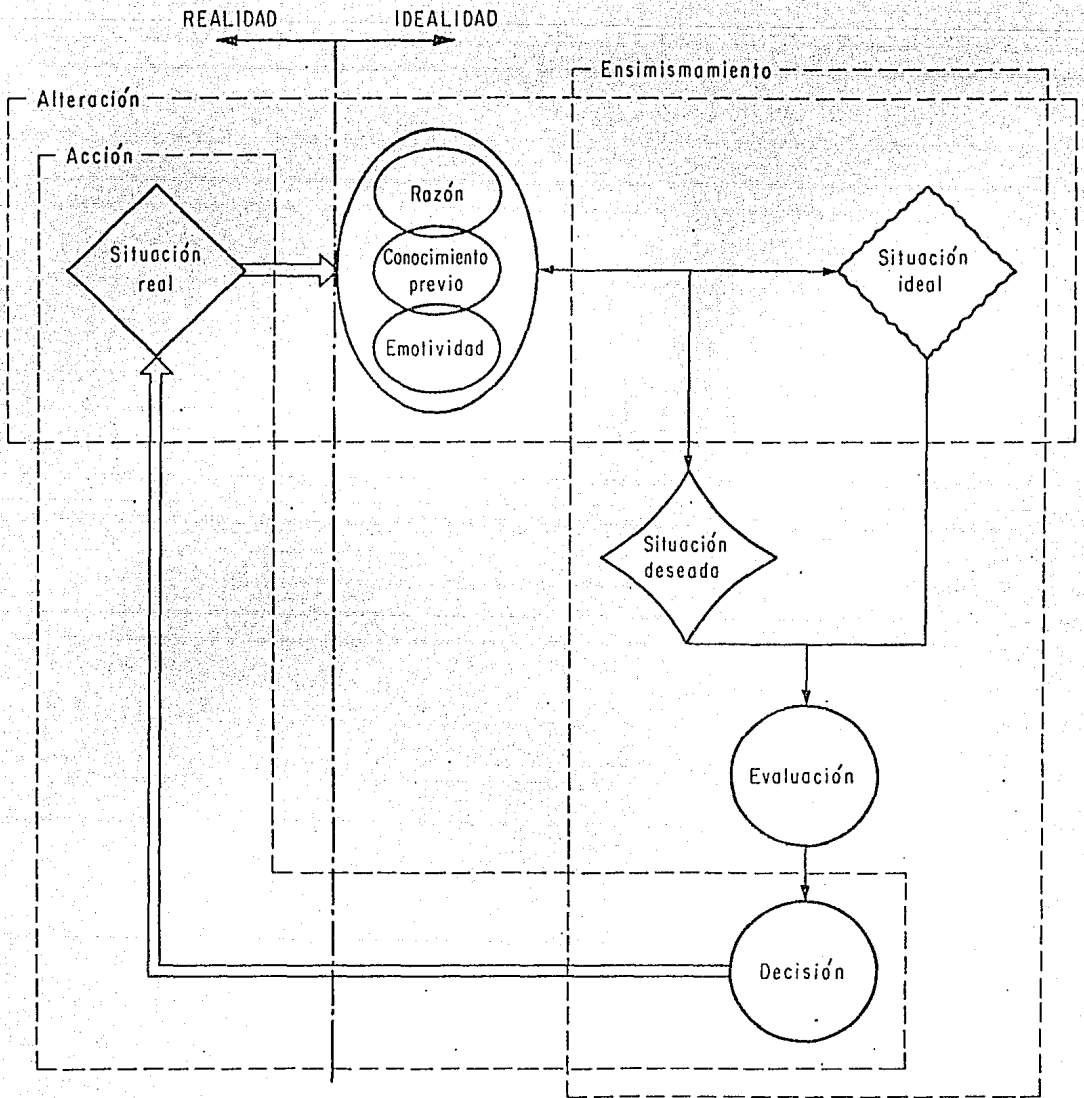 REALIDAD IDEALIDAD
Ensimismamiento
Alteración
Acción
Razón
Situación
real
Conocimiento
previo
Situación
ideal
Emotividad
Situación
deseada
Evaluación
Decisión